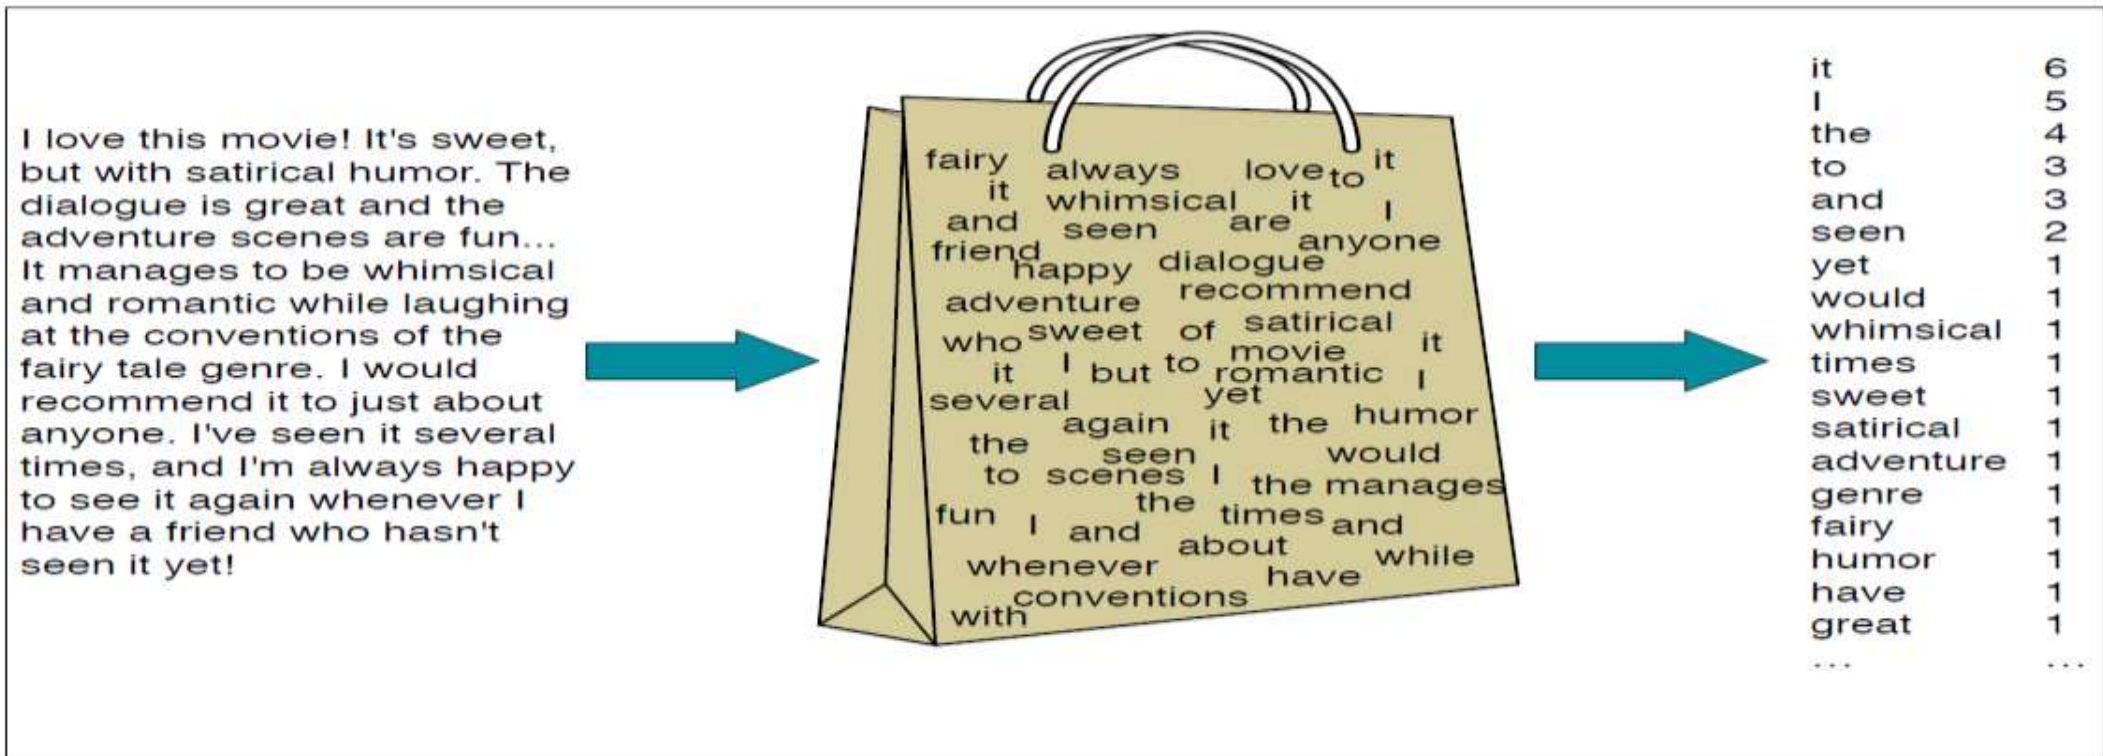 I love this movie! It's sweet,
but with satirical humor. The
dialogue is great and the
adventure scenes are fun...
It manages to be whimsical
and romantic while laughing
at the conventions of the
fairy tale genre. I would
recommend it to just about
anyone. I've seen it several
times, and I'm always happy
to see it again whenever I
have a friend who hasn't
seen it yet!
fairy always love to it
it whimsical it I
and seen are anyone
friend happy dialogue
adventure recommend
who sweet of satirical it
it I but to movie romantic I
several yet
again it the humor
the seen would
to scenes I the manages
fun I and the times and
about while
whenever have
conventions
with
it 6
I 5
the 4
to 3
and 3
seen 2
yet 1
would 1
whimsical 1
times 1
sweet 1
satirical 1
adventure 1
genre 1
fairy 1
humor 1
have 1
great 1
... ...